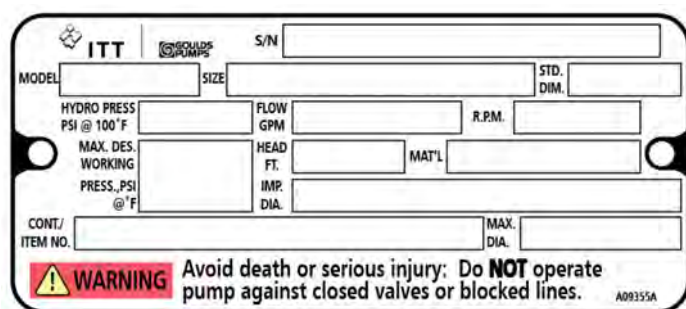 ITT GOULDS PUMPS S/N
MODEL SIZE STD. DIM.
HYDRO PRESS PSI @ 100°F FLOW GPM R.P.M.
MAX. DES. WORKING HEAD FT. MAT'L
PRESS.,PSI @°F IMP. DIA.
CONT./ ITEM NO. MAX. DIA.
WARNING Avoid death or serious injury: Do NOT operate
pump against closed valves or blocked lines. A09355A